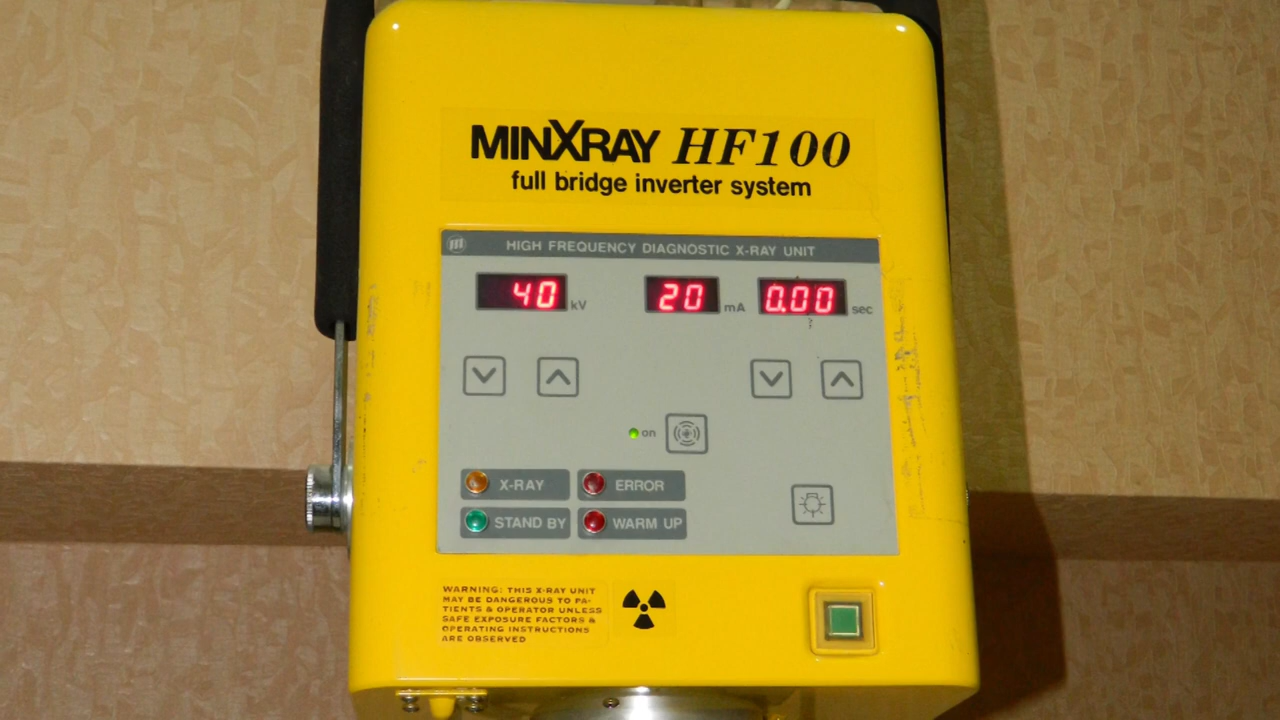 MINXRAY HF100
full bridge inverter system
m HIGH FREQUENCY DIAGNOSTIC X-RAY UNIT
40 kV 20 mA 0.00 sec
on
X-RAY ERROR
STAND BY WARM UP
WARNING: THIS X-RAY UNIT
MAY BE DANGEROUS TO PA-
TIENTS & OPERATOR UNLESS
SAFE EXPOSURE FACTORS &
OPERATING INSTRUCTIONS
ARE OBSERVED